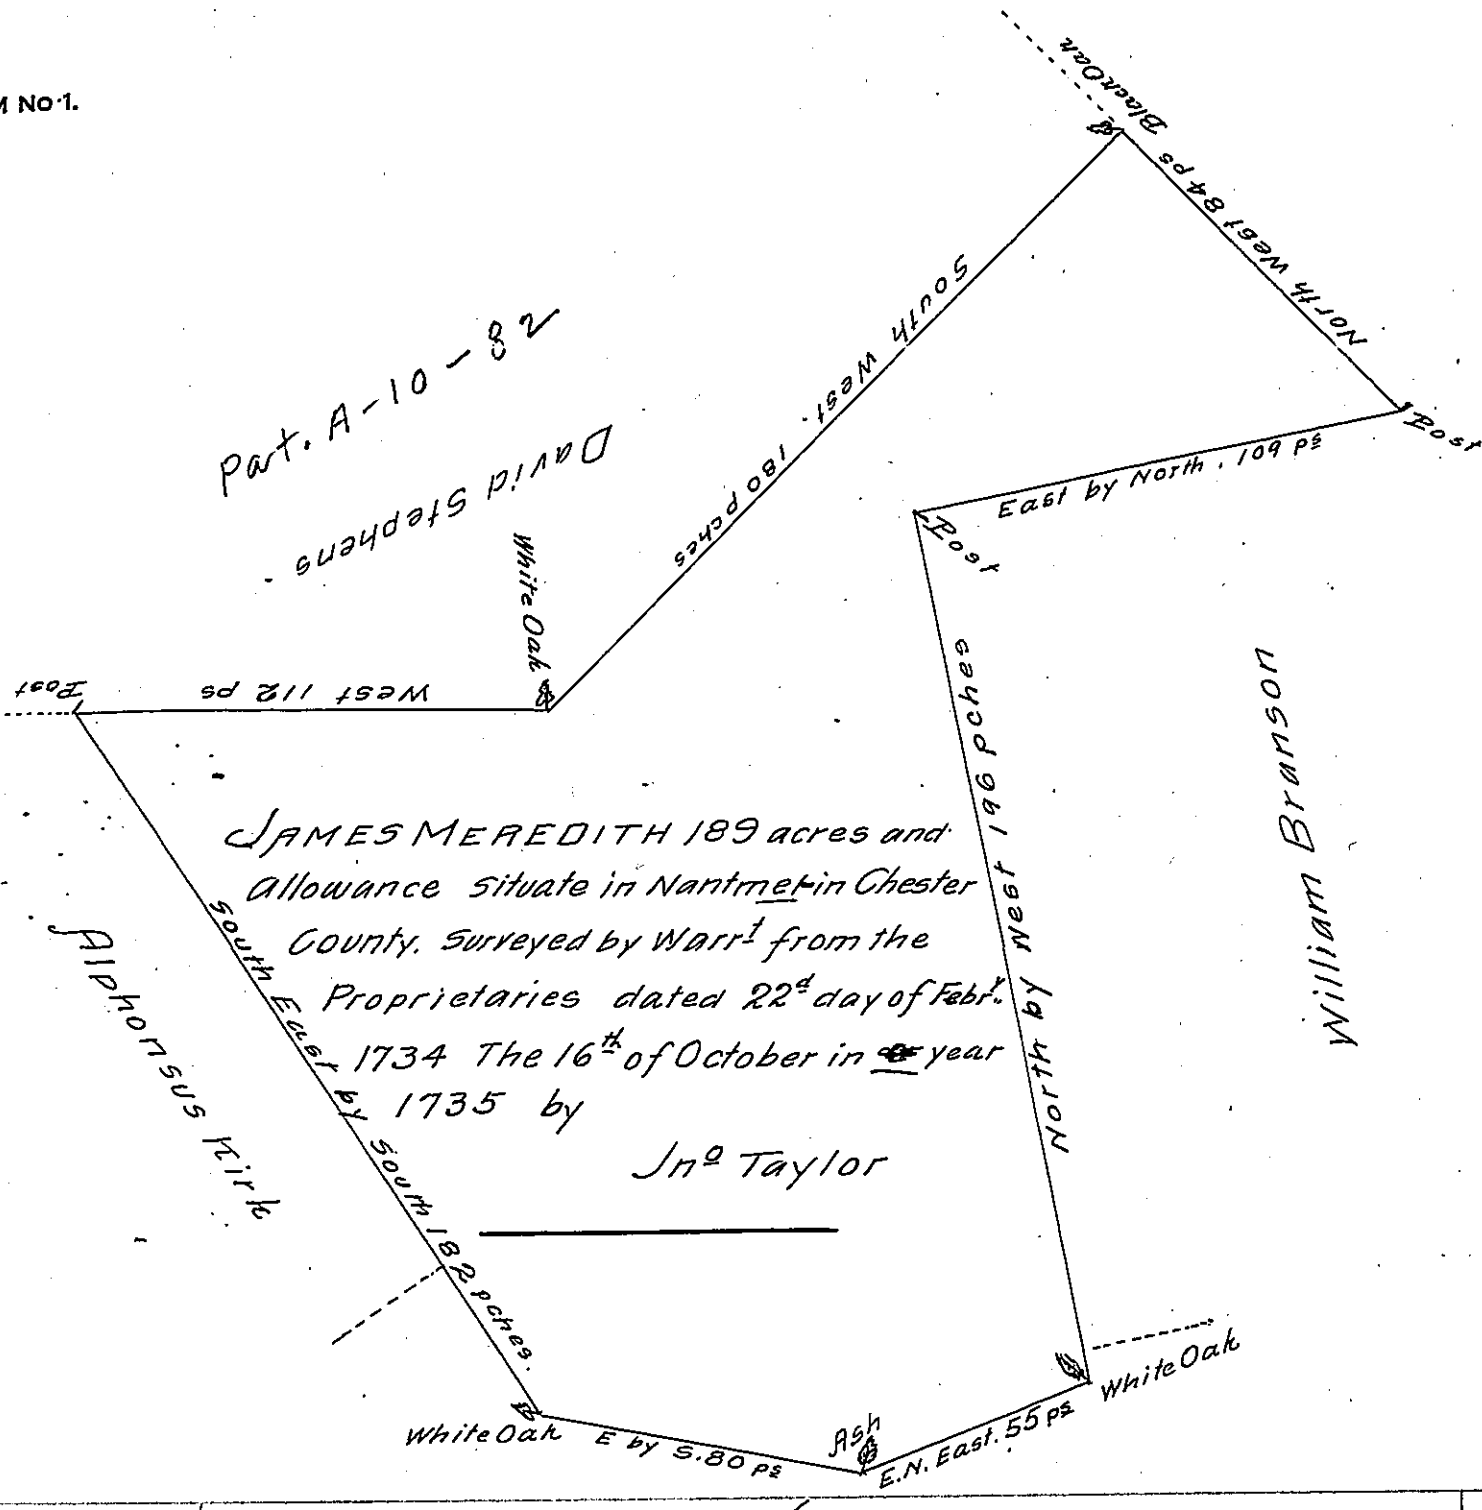 M No 1.
Black Oak
North West 84 ps
Post
South West. 180 pches
Part. A-10-82
David Stephens
East by North. 109 ps
Post
White Oak
West 112 ps
Post
North by West 196 pches
William Branson
JAMES MEREDITH 189 acres and
Allowance situate in Nantmel in Chester
County. Surveyed by Warrt from the
Proprietaries dated 22d day of Febry.
1734 The 16th of October in year
1735 by
Jno Taylor
Alphonsus Kirk
South East by South 182 pches.
White Oak
E by S. 80 ps
Ash
E.N. East. 55 ps
White Oak